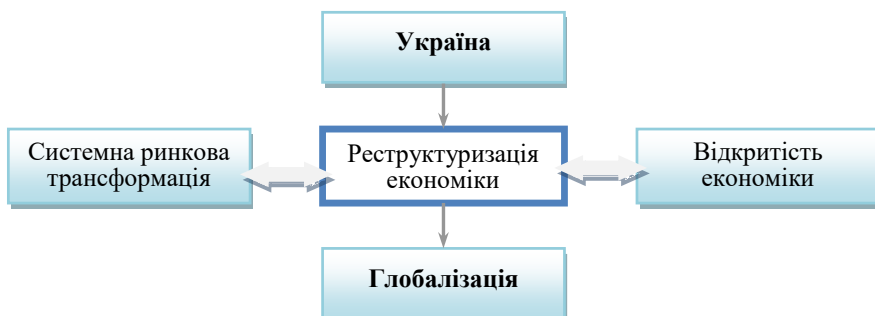 Україна
Системна ринкова
трансформація
Реструктуризація
економіки
Відкритість
економіки
Глобалізація